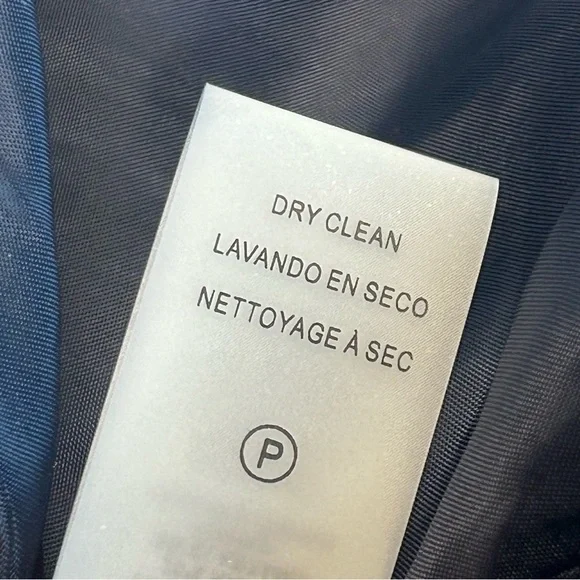 DRY CLEAN
LAVANDO EN SECO
NETTOYAGE À SEC
P